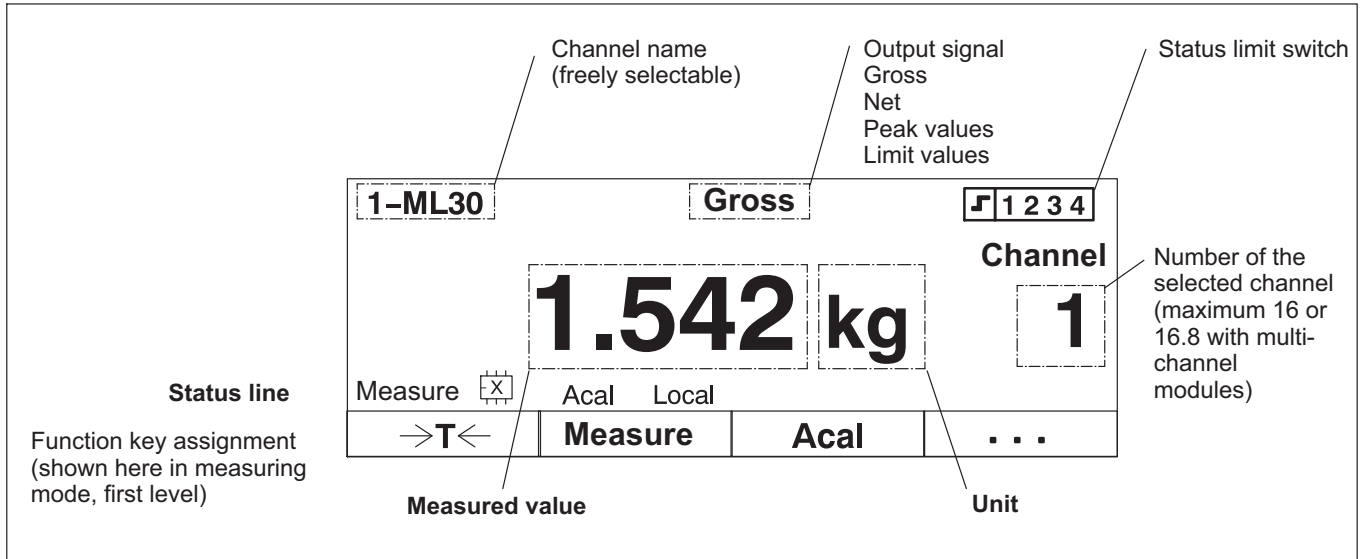 Channel name
(freely selectable)
Output signal
Gross
Net
Peak values
Limit values
Status limit switch
1–ML30
Gross
1 2 3 4
Channel
1.542 kg
1
Number of the
selected channel
(maximum 16 or
16.8 with multi-
channel
modules)
Status line
Measure X Acal Local
Function key assignment
(shown here in measuring
mode, first level)
→T← Measure Acal . . .
Measured value
Unit